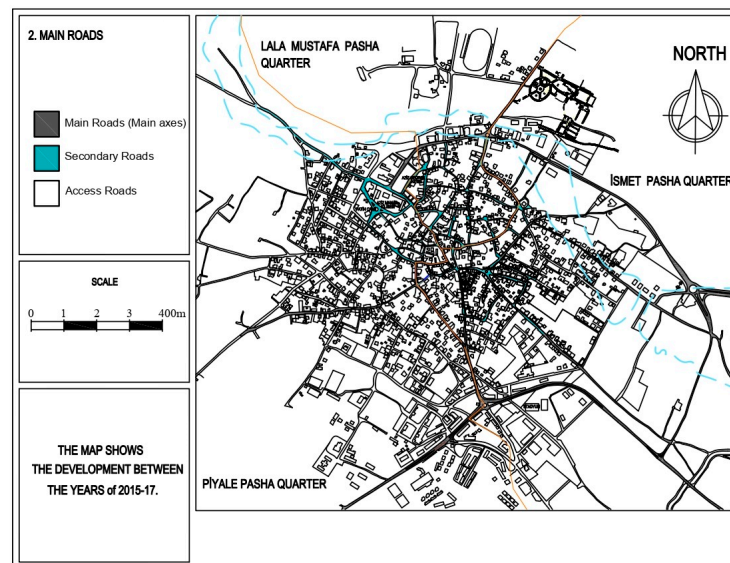 2. MAIN ROADS
Main Roads (Main axes)
Secondary Roads
Access Roads
SCALE
0 1 2 3 400m
THE MAP SHOWS
THE DEVELOPMENT BETWEEN
THE YEARS of 2015-17.
LALA MUSTAFA PASHA
QUARTER
NORTH
İSMET PASHA QUARTER
PİYALE PASHA QUARTER